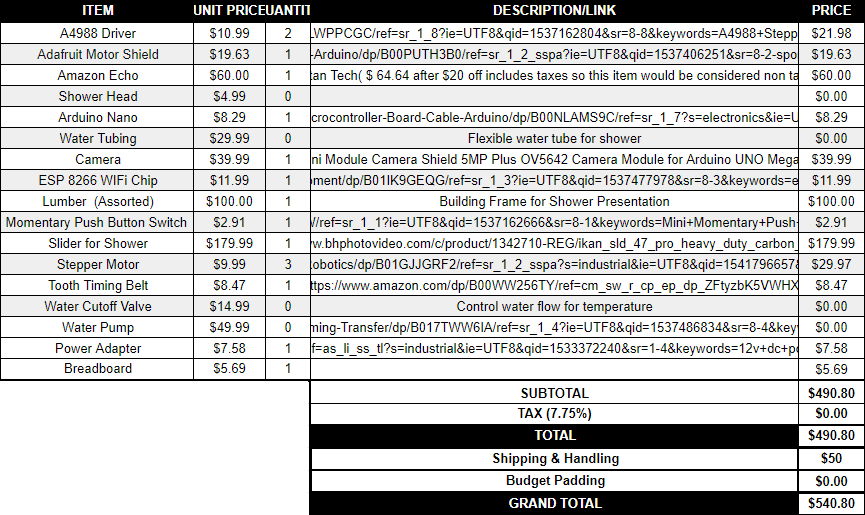 ITEM UNIT PRICE QUANTIT DESCRIPTION/LINK PRICE
A4988 Driver $10.99 2 LWPPCGC/ref=sr_1_8?ie=UTF8&qid=1537162804&sr=8-8&keywords=A4988+Stepp $21.98
Adafruit Motor Shield $19.63 1 -Arduino/dp/B00PUTH3B0/ref=sr_1_2_sspa?ie=UTF8&qid=1537406251&sr=8-2-spo $19.63
Amazon Echo $60.00 1 tan Tech( $ 64.64 after $20 off includes taxes so this item would be considered non ta $60.00
Shower Head $4.99 0 $0.00
Arduino Nano $8.29 1 crocontroller-Board-Cable-Arduino/dp/B00NLAMS9C/ref=sr_1_7?s=electronics&ie=U $8.29
Water Tubing $29.99 0 Flexible water tube for shower $0.00
Camera $39.99 1 ni Module Camera Shield 5MP Plus OV5642 Camera Module for Arduino UNO Mega $39.99
ESP 8266 WIFi Chip $11.99 1 pment/dp/B01IK9GEQG/ref=sr_1_3?ie=UTF8&qid=1537477978&sr=8-3&keywords=e $11.99
Lumber (Assorted) $100.00 1 Building Frame for Shower Presentation $100.00
Momentary Push Button Switch $2.91 1 /ref=sr_1_1?ie=UTF8&qid=1537162666&sr=8-1&keywords=Mini+Momentary+Push- $2.91
Slider for Shower $179.99 1 w.bhphotovideo.com/c/product/1342710-REG/ikan_sld_47_pro_heavy_duty_carbon_ $179.99
Stepper Motor $9.99 3 obotics/dp/B01GJJGRF2/ref=sr_1_2_sspa?s=industrial&ie=UTF8&qid=1541796657& $29.97
Tooth Timing Belt $8.47 1 ttps://www.amazon.com/dp/B00WW256TY/ref=cm_sw_r_cp_ep_dp_ZFtyzbK5VWHX $8.47
Water Cutoff Valve $14.99 0 Control water flow for temperature $0.00
Water Pump $49.99 0 ming-Transfer/dp/B017TWW6IA/ref=sr_1_4?ie=UTF8&qid=1537486834&sr=8-4&key $0.00
Power Adapter $7.58 1 f=as_li_ss_tl?s=industrial&ie=UTF8&qid=1533372240&sr=1-4&keywords=12v+dc+po $7.58
Breadboard $5.69 1 $5.69
SUBTOTAL $490.80
TAX (7.75%) $0.00
TOTAL $490.80
Shipping & Handling $50
Budget Padding $0.00
GRAND TOTAL $540.80